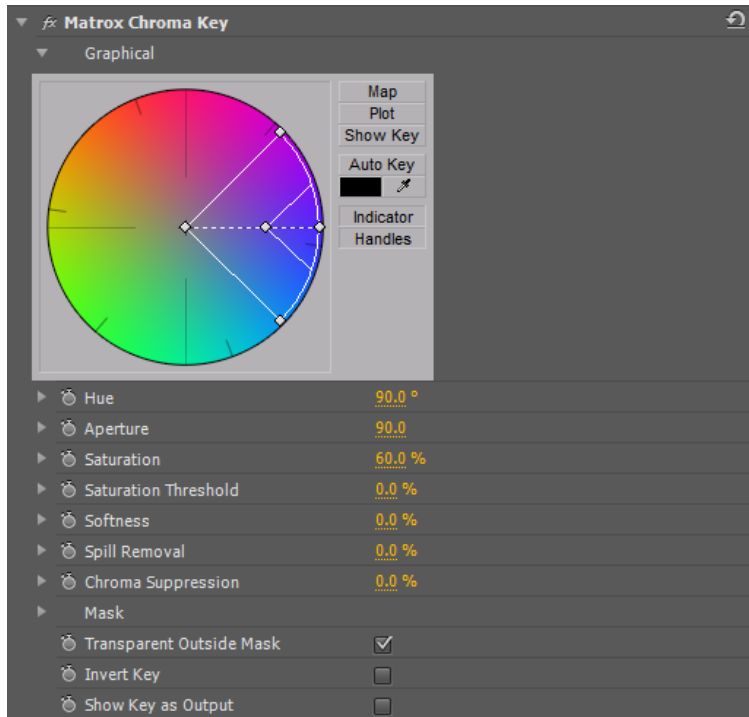 fx Matrox Chroma Key
Graphical
Map
Plot
Show Key
Auto Key
Indicator
Handles
Hue 90.0 °
Aperture 90.0
Saturation 60.0 %
Saturation Threshold 0.0 %
Softness 0.0 %
Spill Removal 0.0 %
Chroma Suppression 0.0 %
Mask
Transparent Outside Mask
Invert Key
Show Key as Output